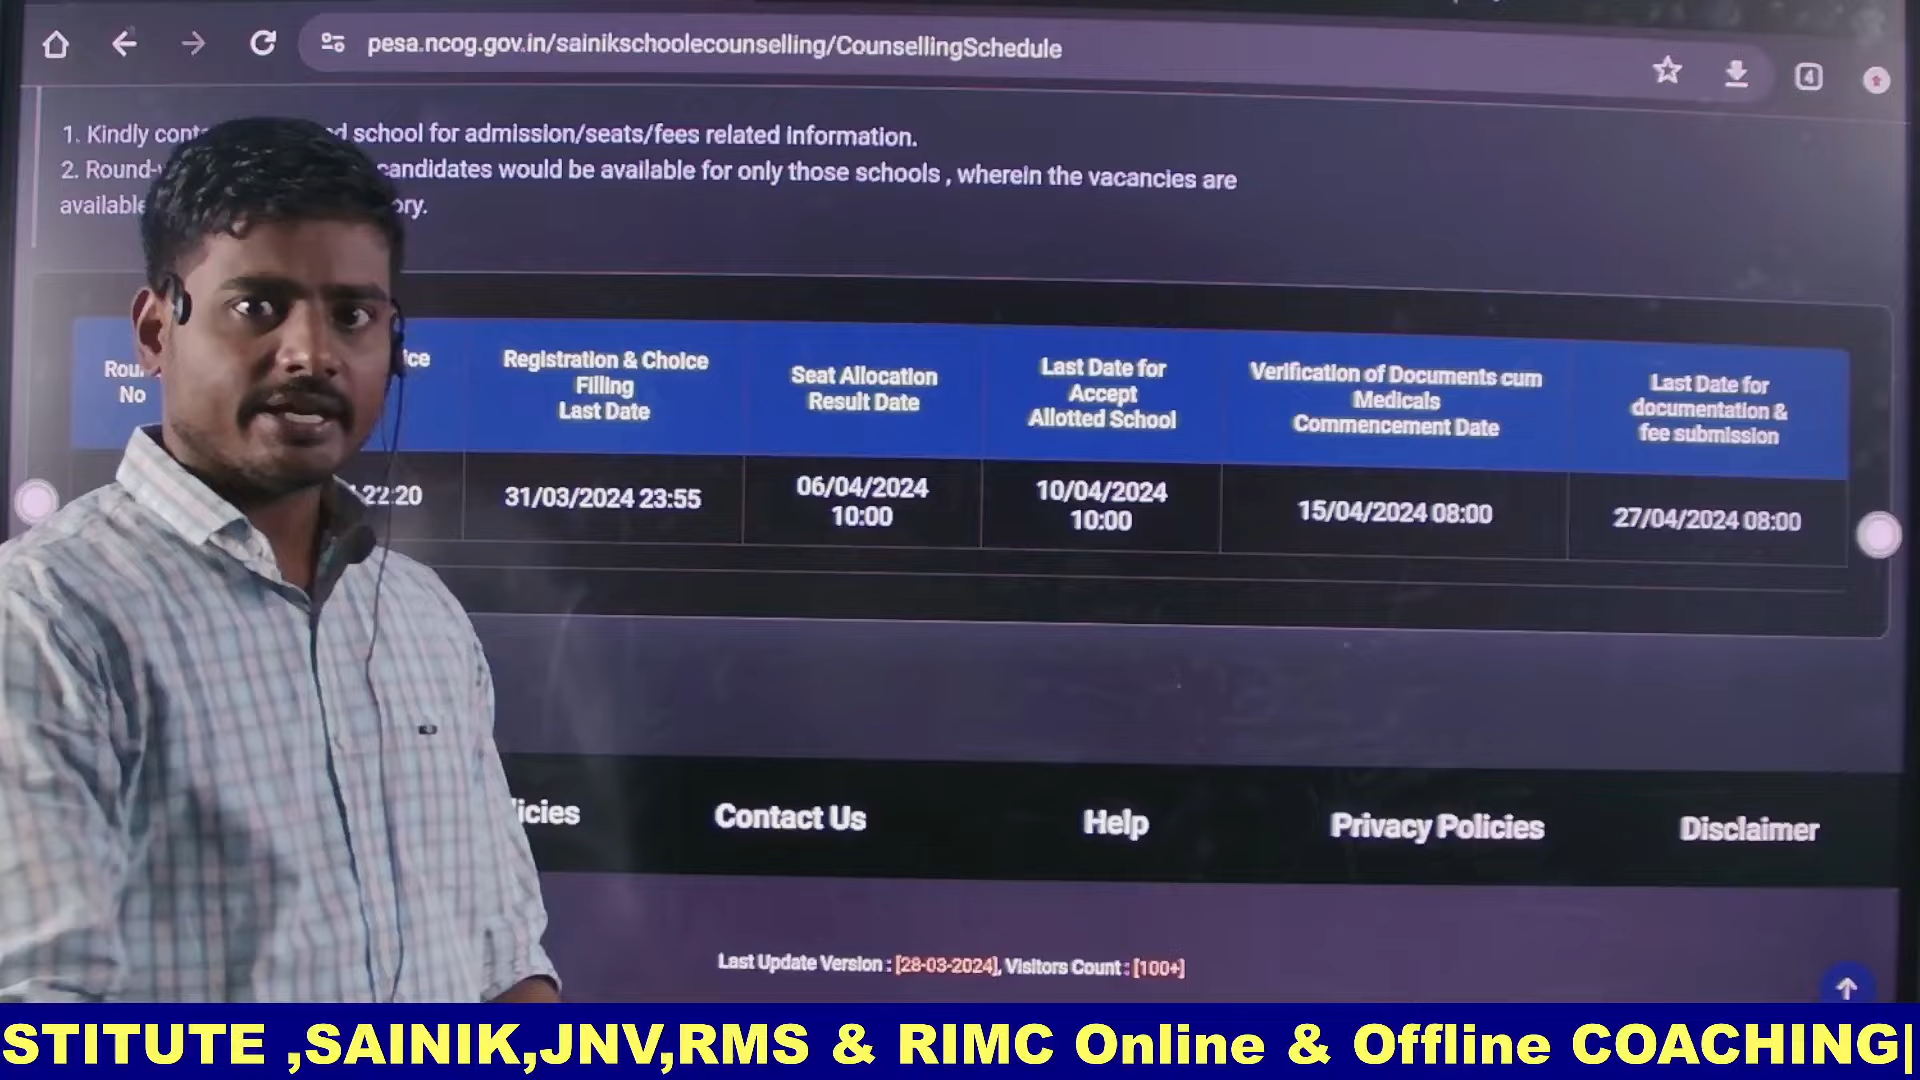 pesa.ncog.gov.in/sainikschoolecounselling/CounsellingSchedule
4
1. Kindly school for admission/seats/fees related information.
2. candidates would be available for only those schools , wherein the vacancies are
available
No
Registration & Choice
Filling
Last Date
Seat Allocation
Result Date
Last Date for
Accept
Allotted School
Verification of Documents cum
Medicals
Commencement Date
Last Date for
documentation &
fee submission
22:20
31/03/2024 23:55
06/04/2024
10:00
10/04/2024
10:00
15/04/2024 08:00
27/04/2024 08:00
Contact Us
Help
Privacy Policies
Disclaimer
Last Update Version : [28-03-2024], Visitors Count : [100+]
STITUTE ,SAINIK,JNV,RMS & RIMC Online & Offline COACHING|